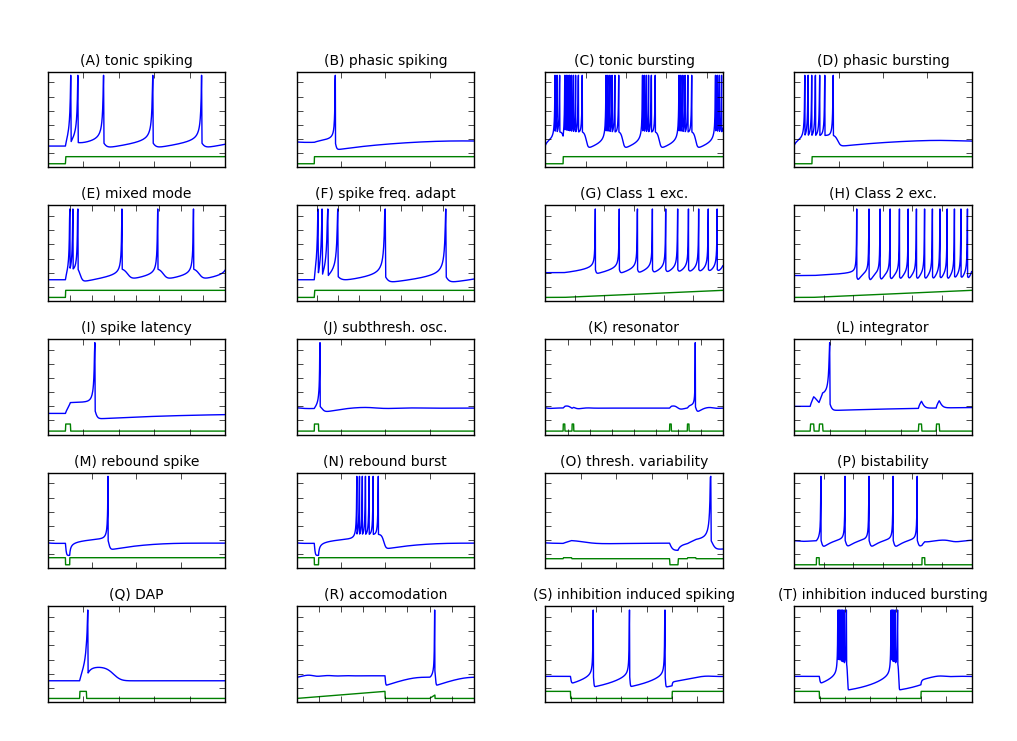 (A) tonic spiking
(B) phasic spiking
(C) tonic bursting
(D) phasic bursting
(E) mixed mode
(F) spike freq. adapt
(G) Class 1 exc.
(H) Class 2 exc.
(I) spike latency
(J) subthresh. osc.
(K) resonator
(L) integrator
(M) rebound spike
(N) rebound burst
(O) thresh. variability
(P) bistability
(Q) DAP
(R) accomodation
(S) inhibition induced spiking
(T) inhibition induced bursting